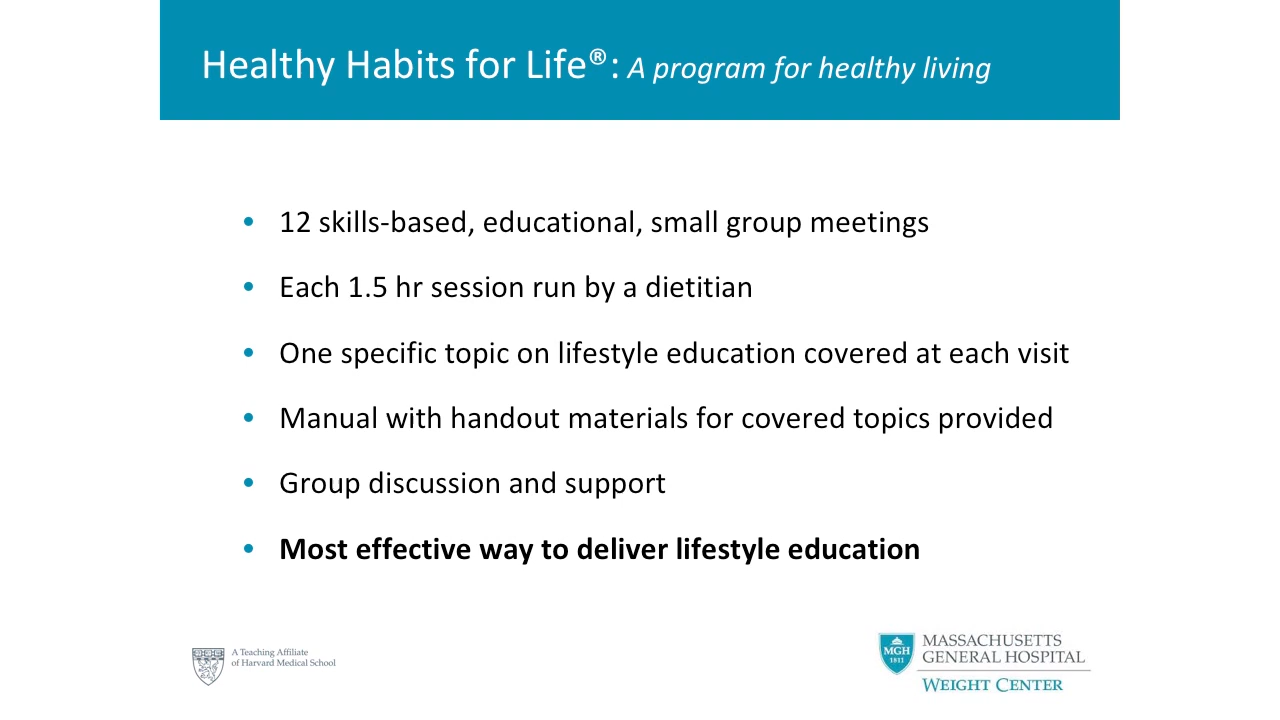 Healthy Habits for Life®: A program for healthy living
• 12 skills-based, educational, small group meetings
• Each 1.5 hr session run by a dietitian
• One specific topic on lifestyle education covered at each visit
• Manual with handout materials for covered topics provided
• Group discussion and support
• Most effective way to deliver lifestyle education
A Teaching Affiliate
of Harvard Medical School
MGH
1811
MASSACHUSETTS
GENERAL HOSPITAL
WEIGHT CENTER